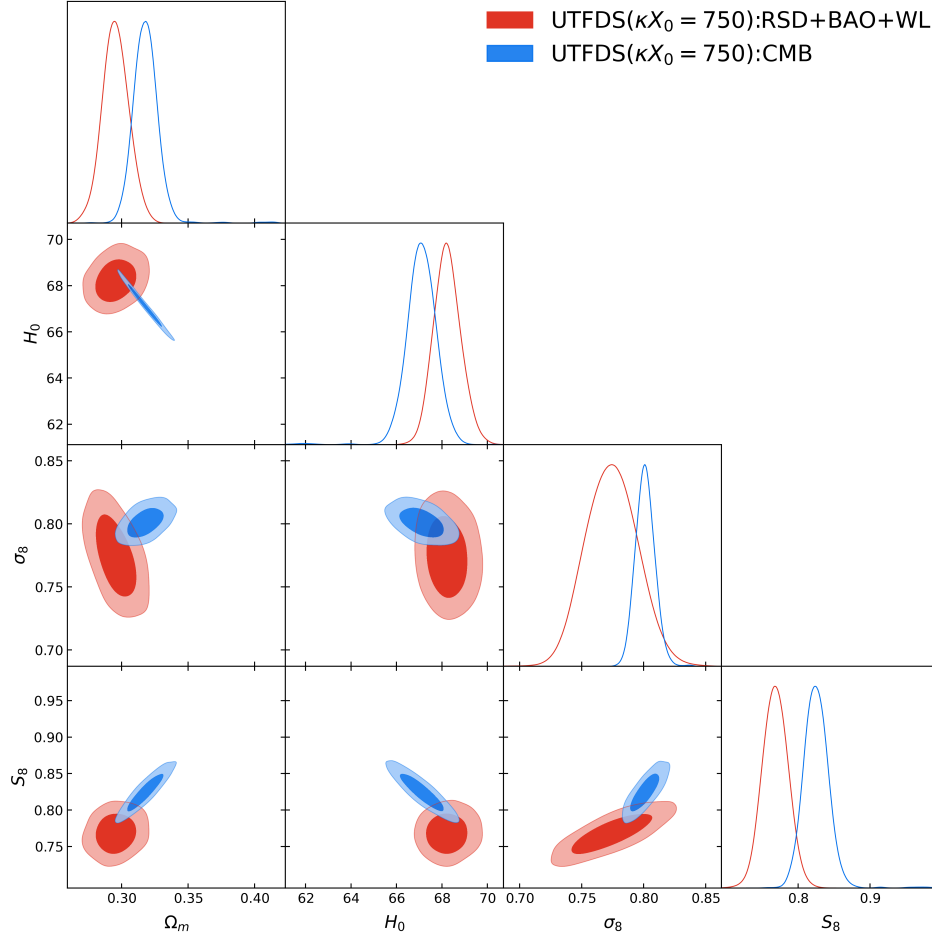 UTFDS(κX₀ = 750):RSD+BAO+WL
UTFDS(κX₀ = 750):CMB
70
68
66
64
62
H₀
0.85
0.80
0.75
0.70
σ₈
0.95
0.90
0.85
0.80
0.75
S₈
0.30 0.35 0.40
62 64 66 68 70
0.70 0.75 0.80 0.85
0.8 0.9
Ωₘ H₀ σ₈ S₈